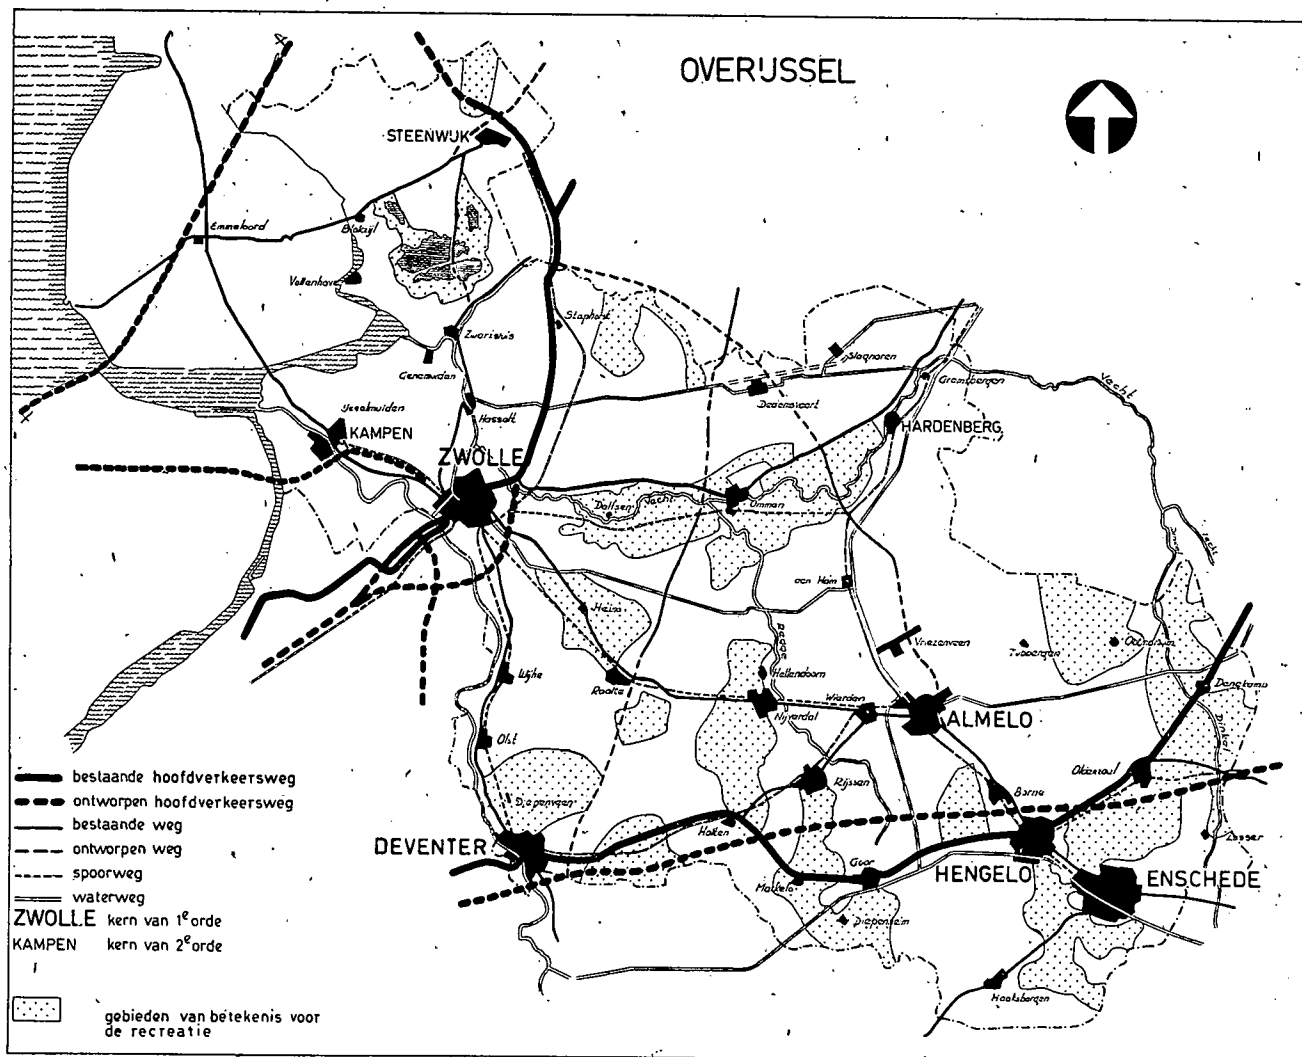 OVERIJSSEL
STEENWIJK
Emmeloord
Blokzijl
Vollenhove
Zwartsluis
Staphorst
Genemuiden
Slagharen
Gramsbergen
Vecht
Dedemsvaart
Hasselt
IJsselmuiden
KAMPEN
HARDENBERG
ZWOLLE
Dalfsen
Vecht
Ommen
den Ham
Heino
Regge
Vriezenveen
Tubbergen
Ootmarsum
Hellendoorn
Wijhe
Raalte
Denekamp
Wierden
Nijverdal
ALMELO
Dinkel
Olst
Rijssen
Oldenzaal
Borne
Diepenveen
Holten
Losser
DEVENTER
Goor
HENGELO
ENSCHEDE
Markelo
Diepenheim
Haaksbergen
bestaande hoofdverkeersweg
ontworpen hoofdverkeersweg
bestaande weg
ontworpen weg
spoorweg
waterweg
ZWOLLE kern van 1e orde
KAMPEN kern van 2e orde
gebieden van betekenis voor
de recreatie